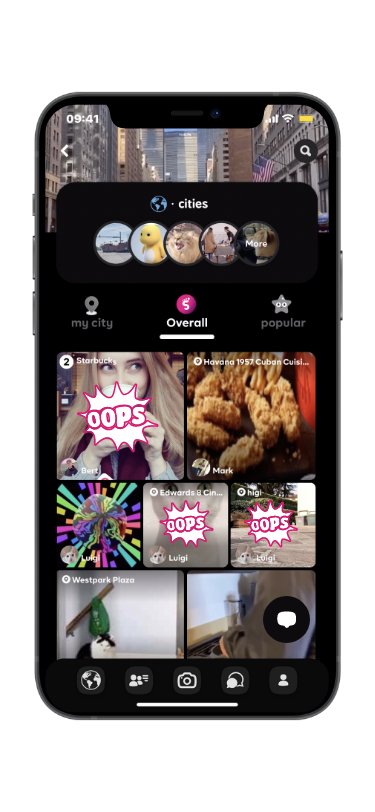 09:41
· cities
More
my city
Overall
popular
2 Starbucks
Havana 1957 Cuban Cuisi...
OOPS
Bert
Mark
Edwards 8 Cin...
higi
OOPS
OOPS
Luigi
Luigi
Luigi
Westpark Plaza